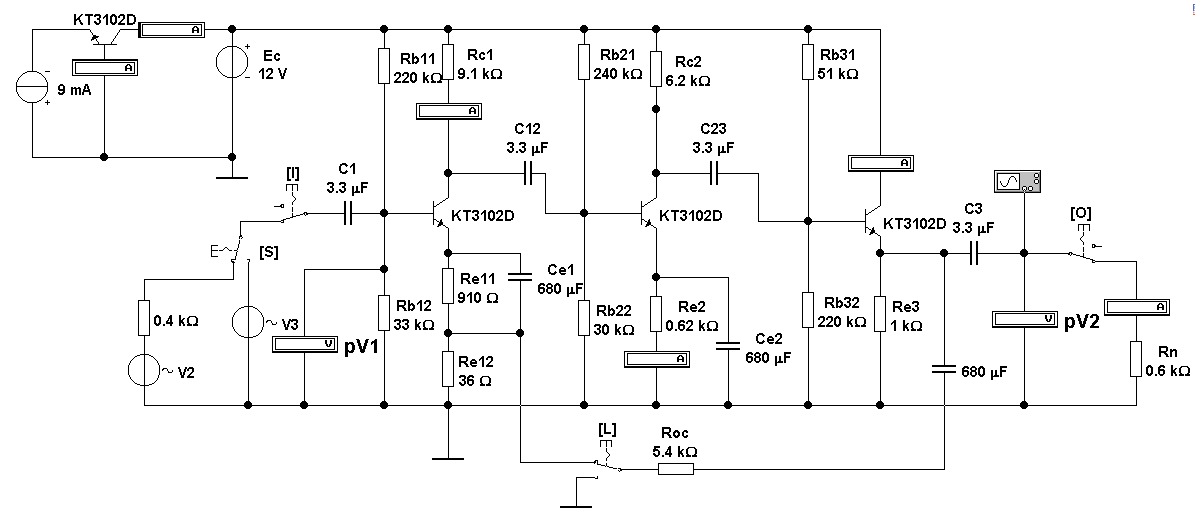 KT3102D
A
A
9 mA
Ec
12 V
Rb11
220 kΩ
Rc1
9.1 kΩ
A
Rb21
240 kΩ
Rc2
6.2 kΩ
Rb31
51 kΩ
C12
3.3 µF
C23
3.3 µF
A
[I]
C1
3.3 µF
KT3102D
KT3102D
KT3102D
C3
3.3 µF
[O]
[S]
Re11
910 Ω
Ce1
680 µF
Rb12
33 kΩ
0.4 kΩ
V3
V
pV1
V2
Re12
36 Ω
Rb22
30 kΩ
Re2
0.62 kΩ
A
Ce2
680 µF
Rb32
220 kΩ
Re3
1 kΩ
V
pV2
A
Rn
0.6 kΩ
680 µF
[L]
Roc
5.4 kΩ